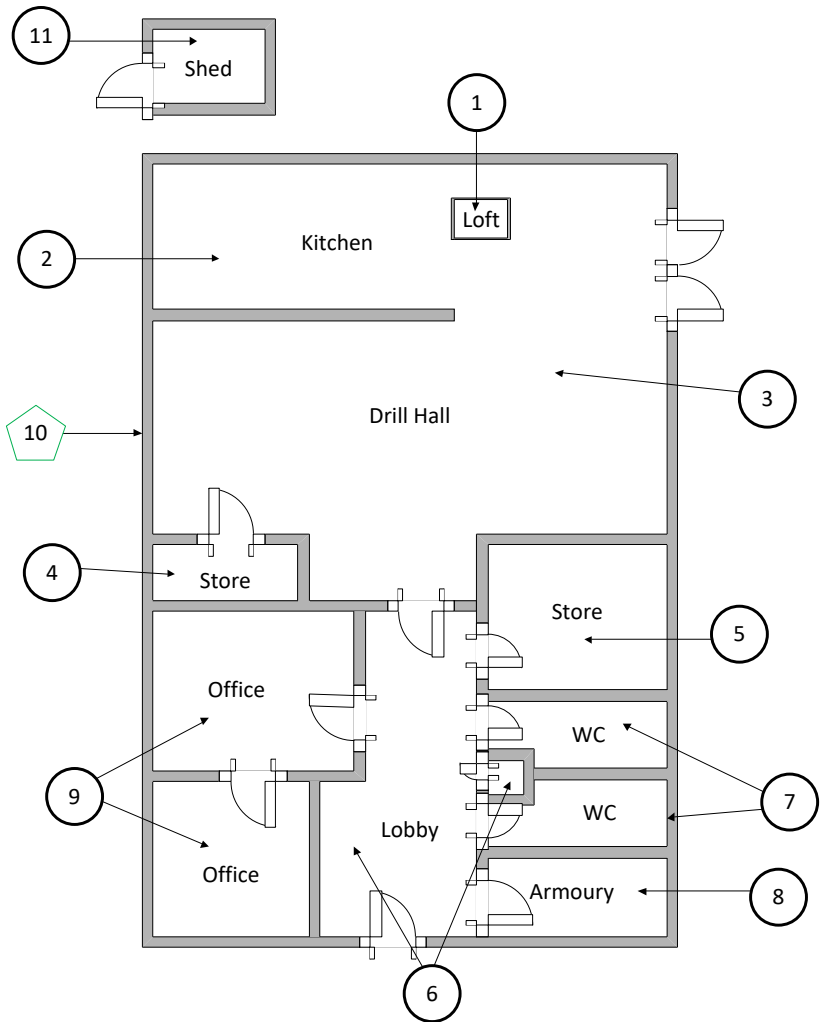 11
Shed
1
Loft
Kitchen
2
3
Drill Hall
10
4
Store
Store
5
Office
WC
9
7
WC
Lobby
Office
Armoury
8
6